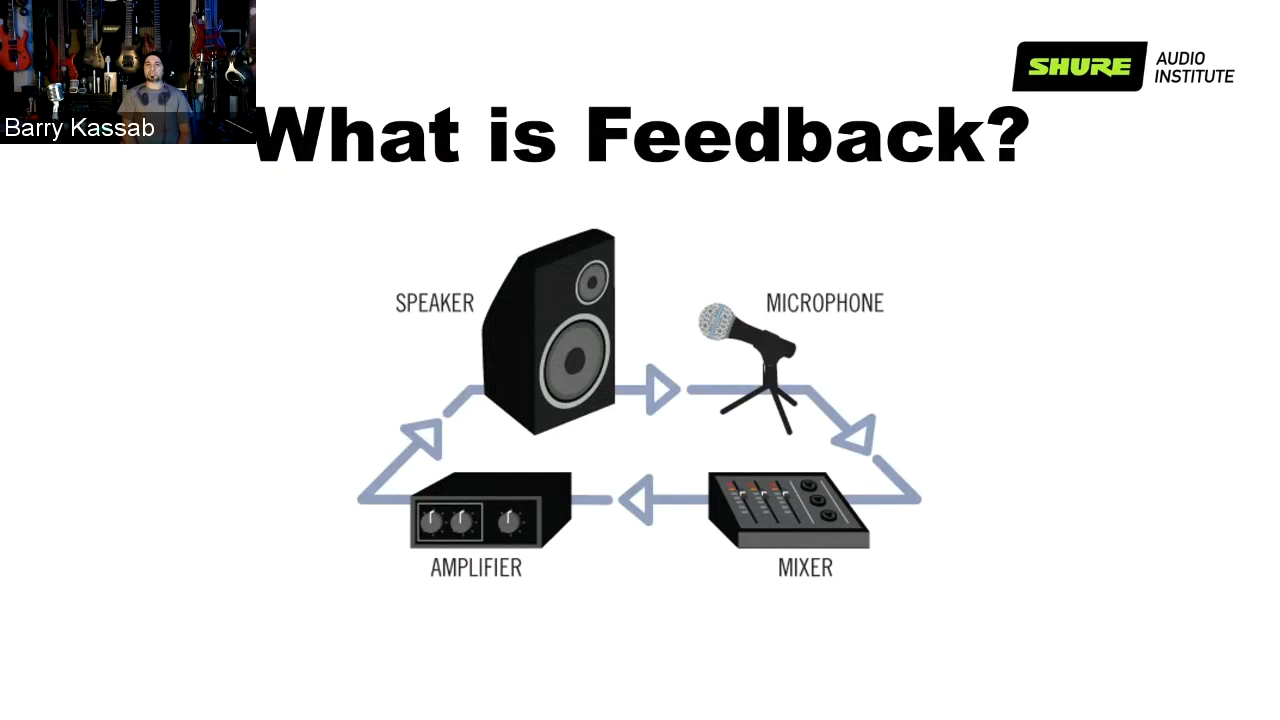 Barry Kassab
SHURE
AUDIO
INSTITUTE
What is Feedback?
SPEAKER
MICROPHONE
AMPLIFIER
MIXER